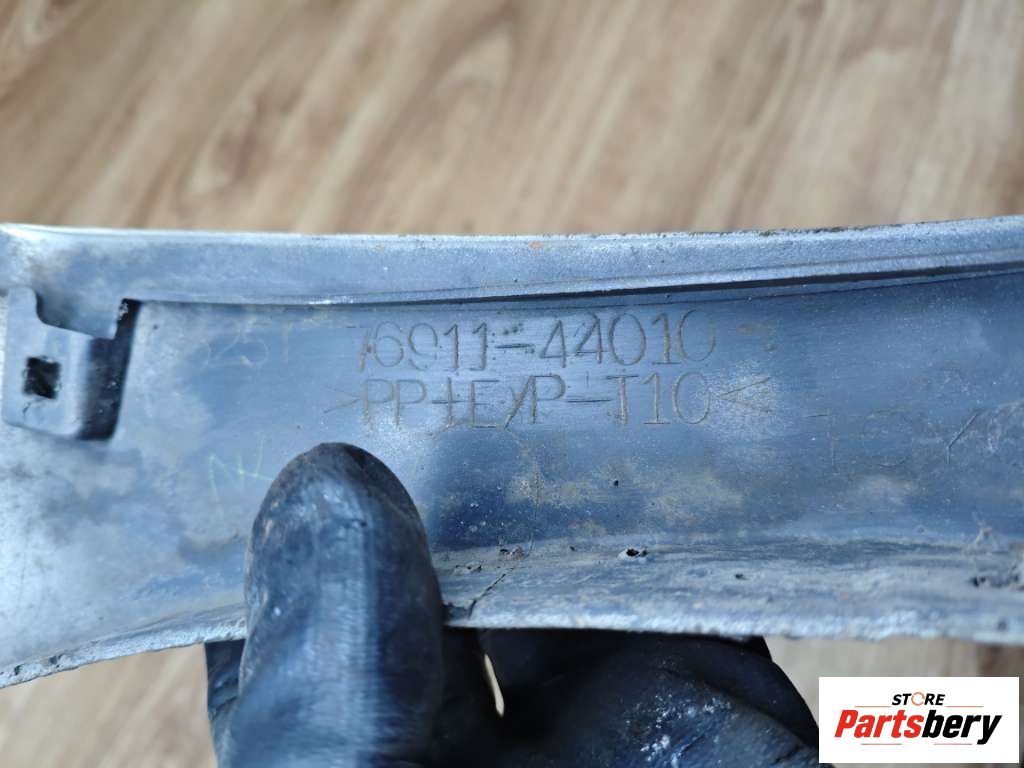 76911-44010
>PP+E/P-T10<
STORE
Partsbery